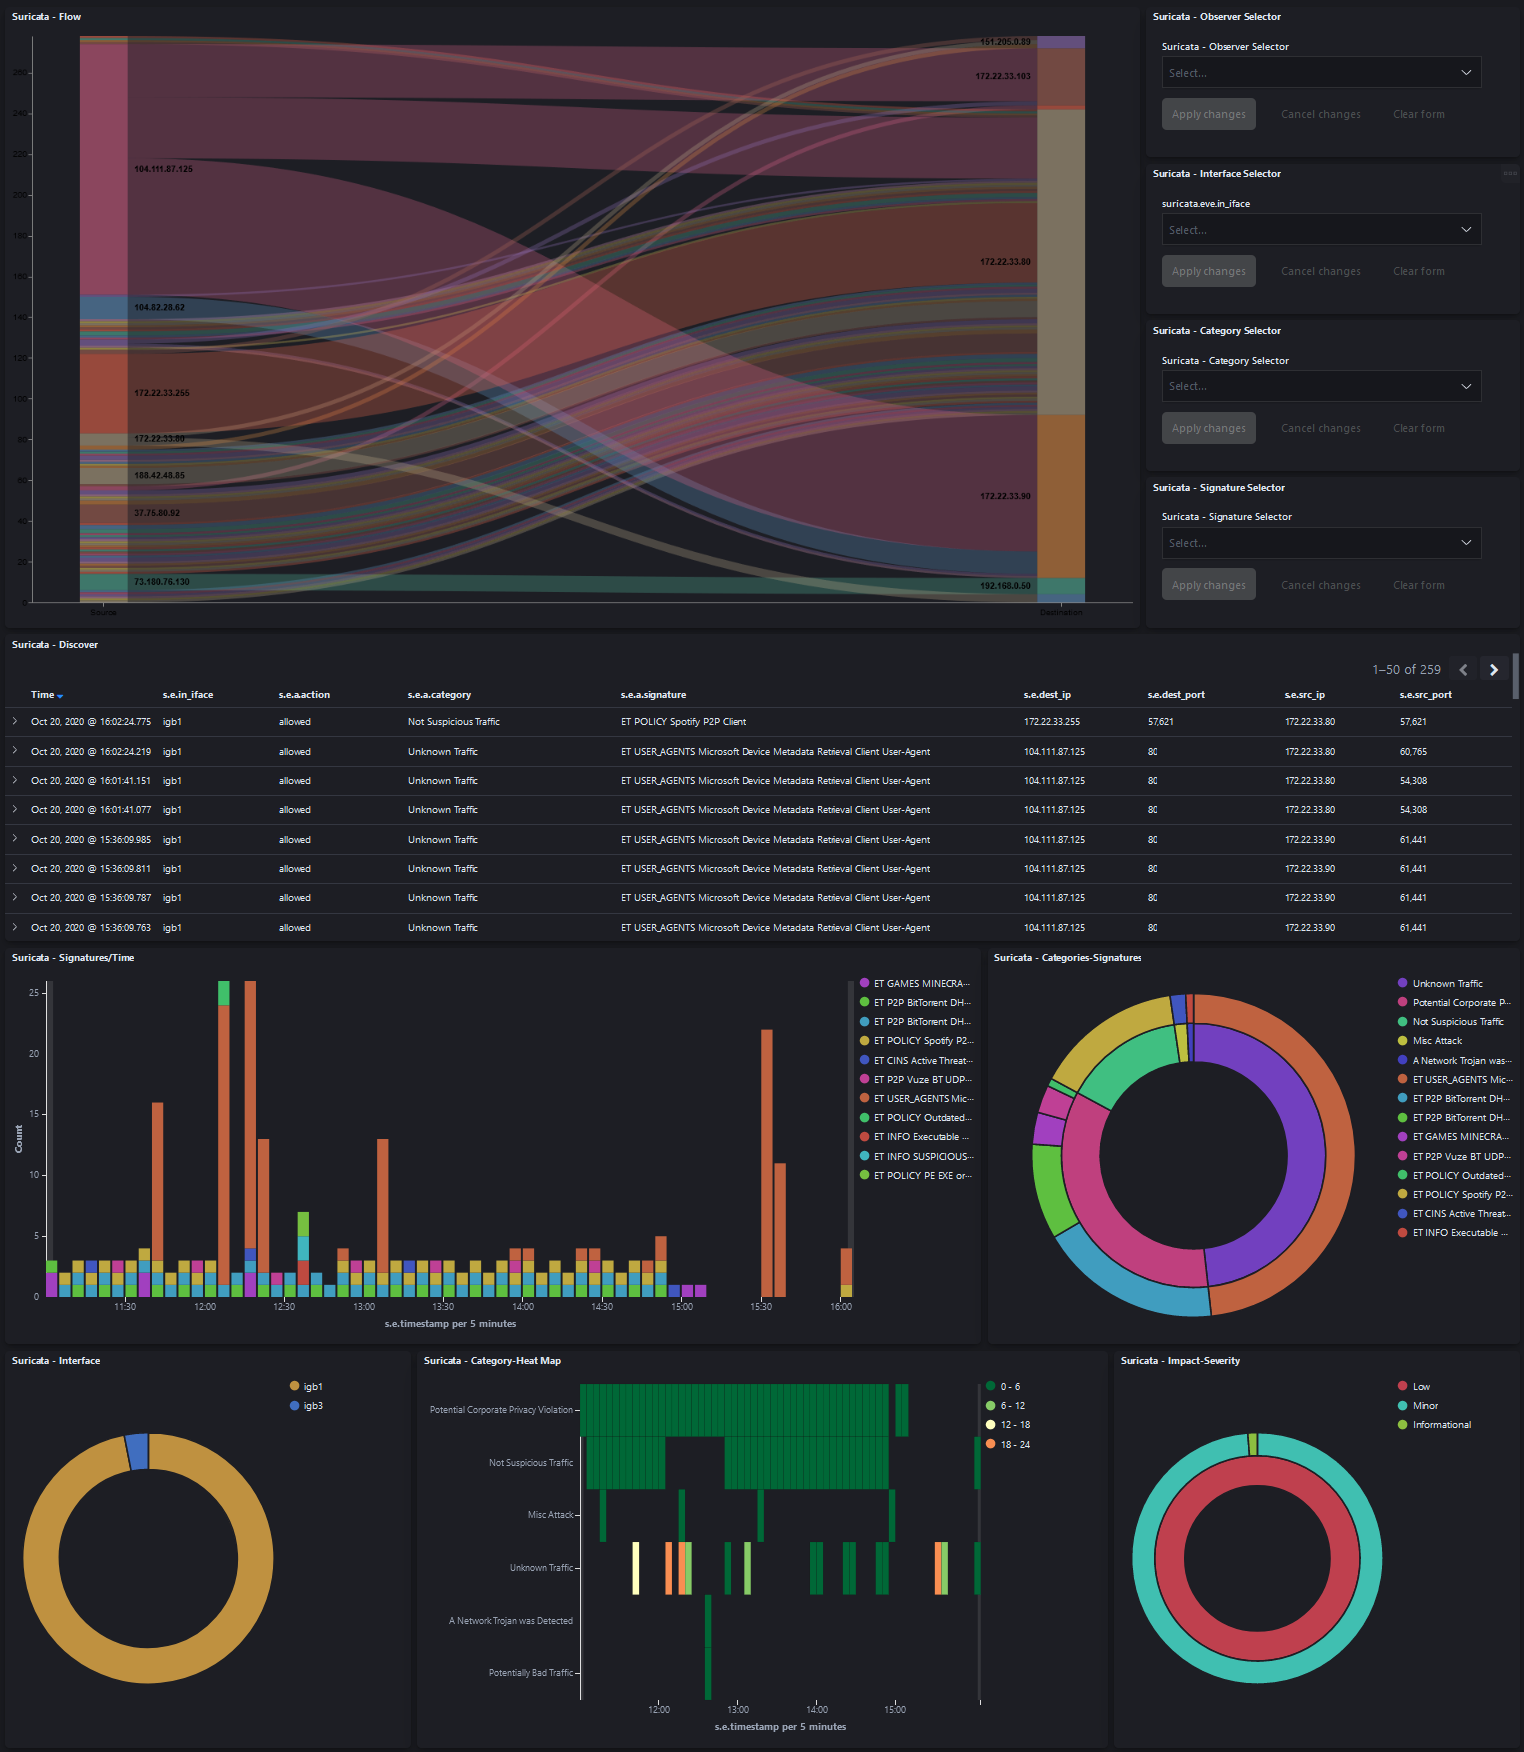 Suricata - Flow
260
240
220
200
180
160
140
120
100
80
60
40
20
0
104.111.87.125
104.82.28.62
172.22.33.255
172.22.33.80
188.42.48.85
37.75.80.92
73.180.76.130
151.205.0.89
172.22.33.103
172.22.33.80
172.22.33.90
192.168.0.50
Source
Destination
Suricata - Observer Selector
Suricata - Observer Selector
Select...
Apply changes Cancel changes Clear form
Suricata - Interface Selector
suricata.eve.in_iface
Select...
Apply changes Cancel changes Clear form
Suricata - Category Selector
Suricata - Category Selector
Select...
Apply changes Cancel changes Clear form
Suricata - Signature Selector
Suricata - Signature Selector
Select...
Apply changes Cancel changes Clear form
Suricata - Discover
1–50 of 259
Time s.e.in_iface s.e.a.action s.e.a.category s.e.a.signature s.e.dest_ip s.e.dest_port s.e.src_ip s.e.src_port
Oct 20, 2020 @ 16:02:24.775 igb1 allowed Not Suspicious Traffic ET POLICY Spotify P2P Client 172.22.33.255 57,621 172.22.33.80 57,621
Oct 20, 2020 @ 16:02:24.219 igb1 allowed Unknown Traffic ET USER_AGENTS Microsoft Device Metadata Retrieval Client User-Agent 104.111.87.125 80 172.22.33.80 60,765
Oct 20, 2020 @ 16:01:41.151 igb1 allowed Unknown Traffic ET USER_AGENTS Microsoft Device Metadata Retrieval Client User-Agent 104.111.87.125 80 172.22.33.80 54,308
Oct 20, 2020 @ 16:01:41.077 igb1 allowed Unknown Traffic ET USER_AGENTS Microsoft Device Metadata Retrieval Client User-Agent 104.111.87.125 80 172.22.33.80 54,308
Oct 20, 2020 @ 15:36:09.985 igb1 allowed Unknown Traffic ET USER_AGENTS Microsoft Device Metadata Retrieval Client User-Agent 104.111.87.125 80 172.22.33.90 61,441
Oct 20, 2020 @ 15:36:09.811 igb1 allowed Unknown Traffic ET USER_AGENTS Microsoft Device Metadata Retrieval Client User-Agent 104.111.87.125 80 172.22.33.90 61,441
Oct 20, 2020 @ 15:36:09.787 igb1 allowed Unknown Traffic ET USER_AGENTS Microsoft Device Metadata Retrieval Client User-Agent 104.111.87.125 80 172.22.33.90 61,441
Oct 20, 2020 @ 15:36:09.763 igb1 allowed Unknown Traffic ET USER_AGENTS Microsoft Device Metadata Retrieval Client User-Agent 104.111.87.125 80 172.22.33.90 61,441
Suricata - Signatures/Time
Count
25
20
15
10
5
0
11:30 12:00 12:30 13:00 13:30 14:00 14:30 15:00 15:30 16:00
s.e.timestamp per 5 minutes
ET GAMES MINECRA...
ET P2P BitTorrent DH...
ET P2P BitTorrent DH...
ET POLICY Spotify P2...
ET CINS Active Threat...
ET P2P Vuze BT UDP...
ET USER_AGENTS Mic...
ET POLICY Outdated...
ET INFO Executable ...
ET INFO SUSPICIOUS...
ET POLICY PE EXE or...
Suricata - Categories-Signatures
Unknown Traffic
Potential Corporate P...
Not Suspicious Traffic
Misc Attack
A Network Trojan was...
ET USER_AGENTS Mic...
ET P2P BitTorrent DH...
ET P2P BitTorrent DH...
ET GAMES MINECRA...
ET P2P Vuze BT UDP...
ET POLICY Outdated...
ET POLICY Spotify P2...
ET CINS Active Threat...
ET INFO Executable ...
Suricata - Interface
igb1
igb3
Suricata - Category-Heat Map
Potential Corporate Privacy Violation
Not Suspicious Traffic
Misc Attack
Unknown Traffic
A Network Trojan was Detected
Potentially Bad Traffic
12:00 13:00 14:00 15:00
s.e.timestamp per 5 minutes
0 - 6
6 - 12
12 - 18
18 - 24
Suricata - Impact-Severity
Low
Minor
Informational